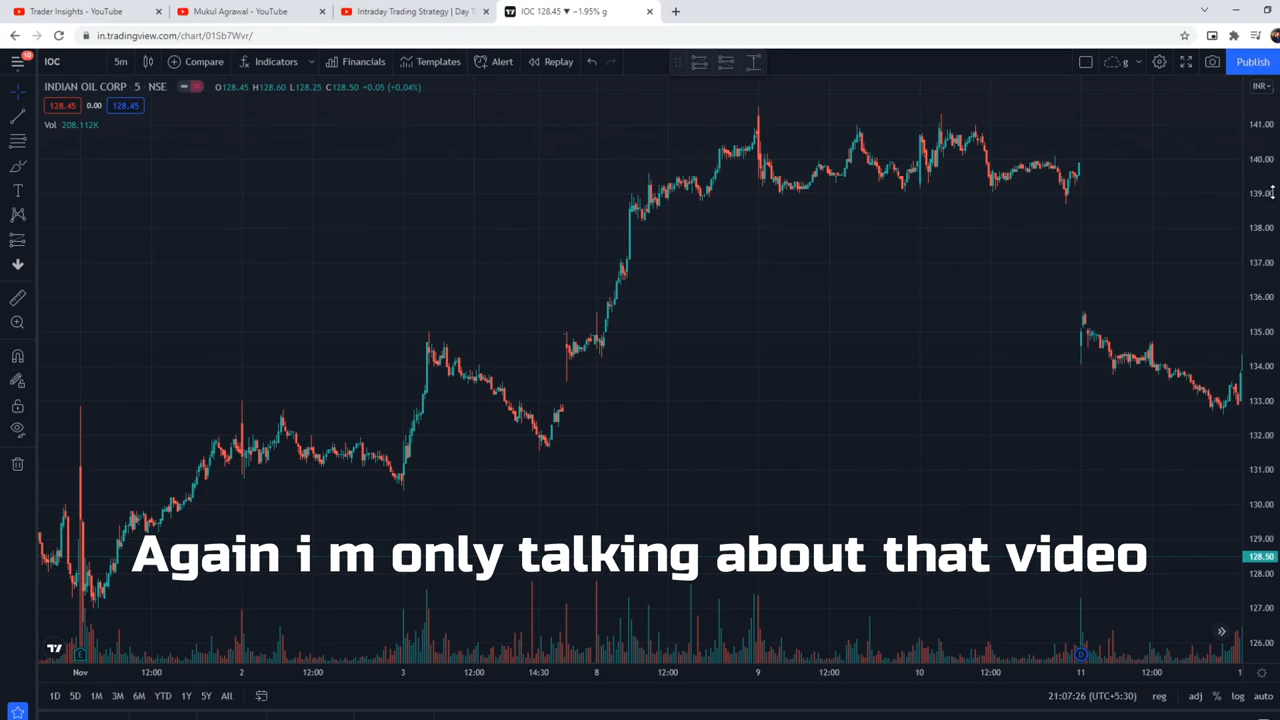 Trader Insights - YouTube
Mukul Agrawal - YouTube
Intraday Trading Strategy | Day T
IOC 128.45 ▼ −1.95% g
in.tradingview.com/chart/01Sb7Wvr/
10
IOC 5m Compare Indicators Financials Templates Alert Replay g Publish
INDIAN OIL CORP · 5 · NSE O128.45 H128.60 L128.25 C128.50 +0.05 (+0.04%) INR
128.45 0.00 128.45
Vol 208.112K
141.00
140.00
139.00
138.00
137.00
136.00
135.00
134.00
133.00
132.00
131.00
130.00
Again i m only talking about that video
128.50
128.00
127.00
126.00
E D
Nov 12:00 2 12:00 3 14:30 8 12:00 9 12:00 10 12:00 11 12:00 1
1D 5D 1M 3M 6M YTD 1Y 5Y All 21:07:26 (UTC+5:30) reg adj % log auto